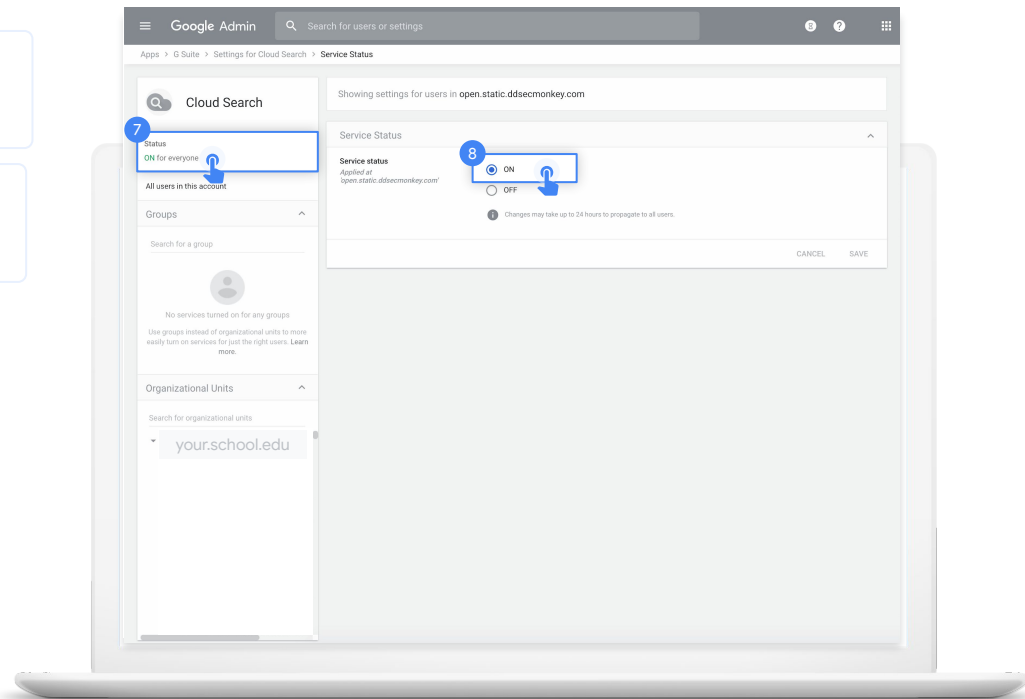 Google Admin
Search for users or settings
8
?
Apps > G Suite > Settings for Cloud Search > Service Status
Cloud Search
Showing settings for users in open.static.ddsecmonkey.com
7
Status
ON for everyone
All users in this account
Groups
Search for a group
No services turned on for any groups
Use groups instead of organizational units to more
easily turn on services for just the right users. Learn
more.
Organizational Units
Search for organizational units
your.school.edu
Service Status
Service status
Applied at
'open.static.ddsecmonkey.com'
8
ON
OFF
Changes may take up to 24 hours to propagate to all users.
CANCEL SAVE